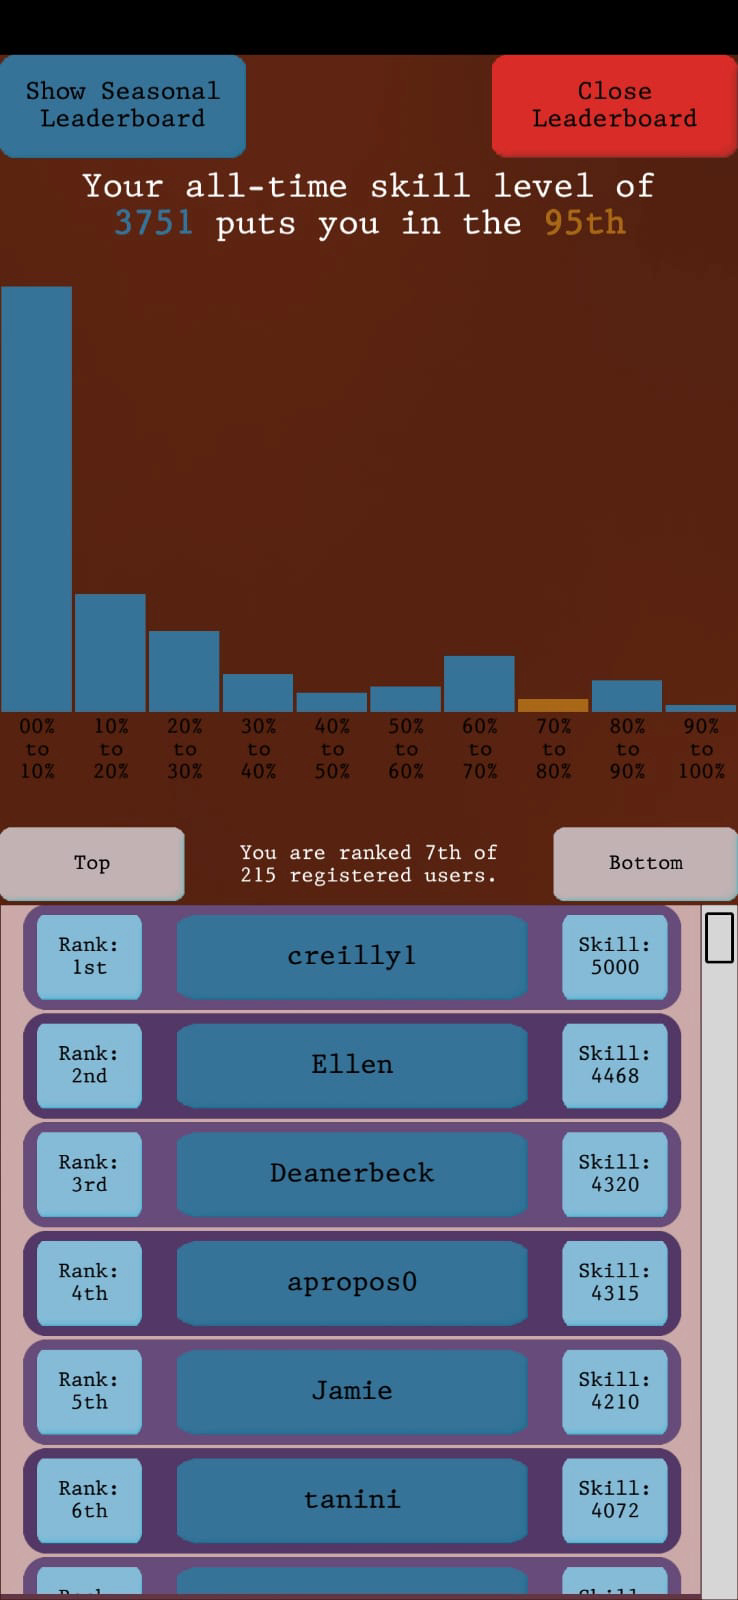 Show Seasonal
Leaderboard
Close
Leaderboard
Your all-time skill level of
3751 puts you in the 95th
00%
to
10%
10%
to
20%
20%
to
30%
30%
to
40%
40%
to
50%
50%
to
60%
60%
to
70%
70%
to
80%
80%
to
90%
90%
to
100%
Top
You are ranked 7th of
215 registered users.
Bottom
Rank:
1st
creilly1
Skill:
5000
Rank:
2nd
Ellen
Skill:
4468
Rank:
3rd
Deanerbeck
Skill:
4320
Rank:
4th
apropos0
Skill:
4315
Rank:
5th
Jamie
Skill:
4210
Rank:
6th
tanini
Skill:
4072